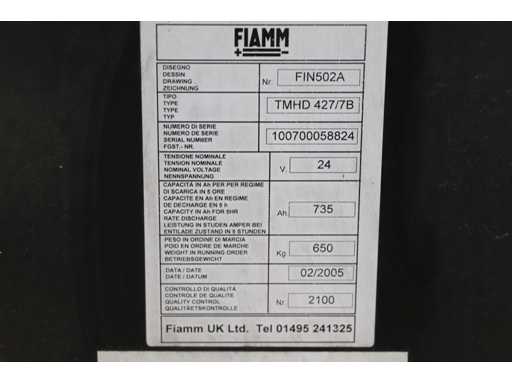 FIAMM
DISEGNO
DESSIN
DRAWING
ZEICHNUNG
Nr. FIN502A
TIPO
TYPE
TYPE
TYP
TMHD 427/7B
NUMERO DI SERIE
NUMERO DE SERIE
SERIAL NUMNER
FGST.- NR.
100700058824
TENSIONE NOMINALE
TENSION NOMINALE
NOMINAL VOLTAGE
NENNSPANNUNG
V. 24
CAPACITÁ IN Ah PER PER REGIME
DI SCARICA IN 5 ORE
CAPACITE EN Ah EN REGIME
DE DECHARGE EN 5 h
CAPACITY IN Ah FOR 5HR
RATE DISCHARGE
LEISTUNG IN STUDEN AMPER BEI
ENTILADE ZUSTAND IN 5 STUNDEN
Ah. 735
PESO IN ORDINE DI MARCIA
POID EN ORDRE DE MARCHE
WEIGHT IN RUNNING ORDER
BETRIEBSGEWICHT
Kg 650
DATA / DATE
DATE / DATUM
02/2005
CONTROLLO DI QUALITÁ
CONTROLE DE QUALITE
QUALITY CONTROL
QUALITÄETSKONTROLLE
Nr. 2100
Fiamm UK Ltd. Tel 01495 241325